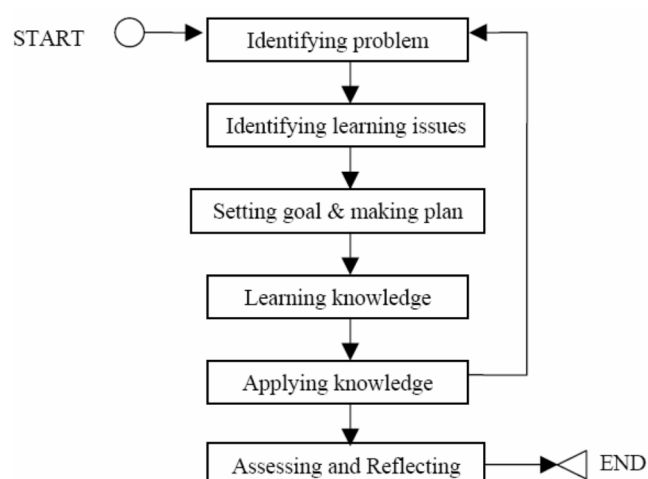 START
Identifying problem
Identifying learning issues
Setting goal & making plan
Learning knowledge
Applying knowledge
Assessing and Reflecting
END